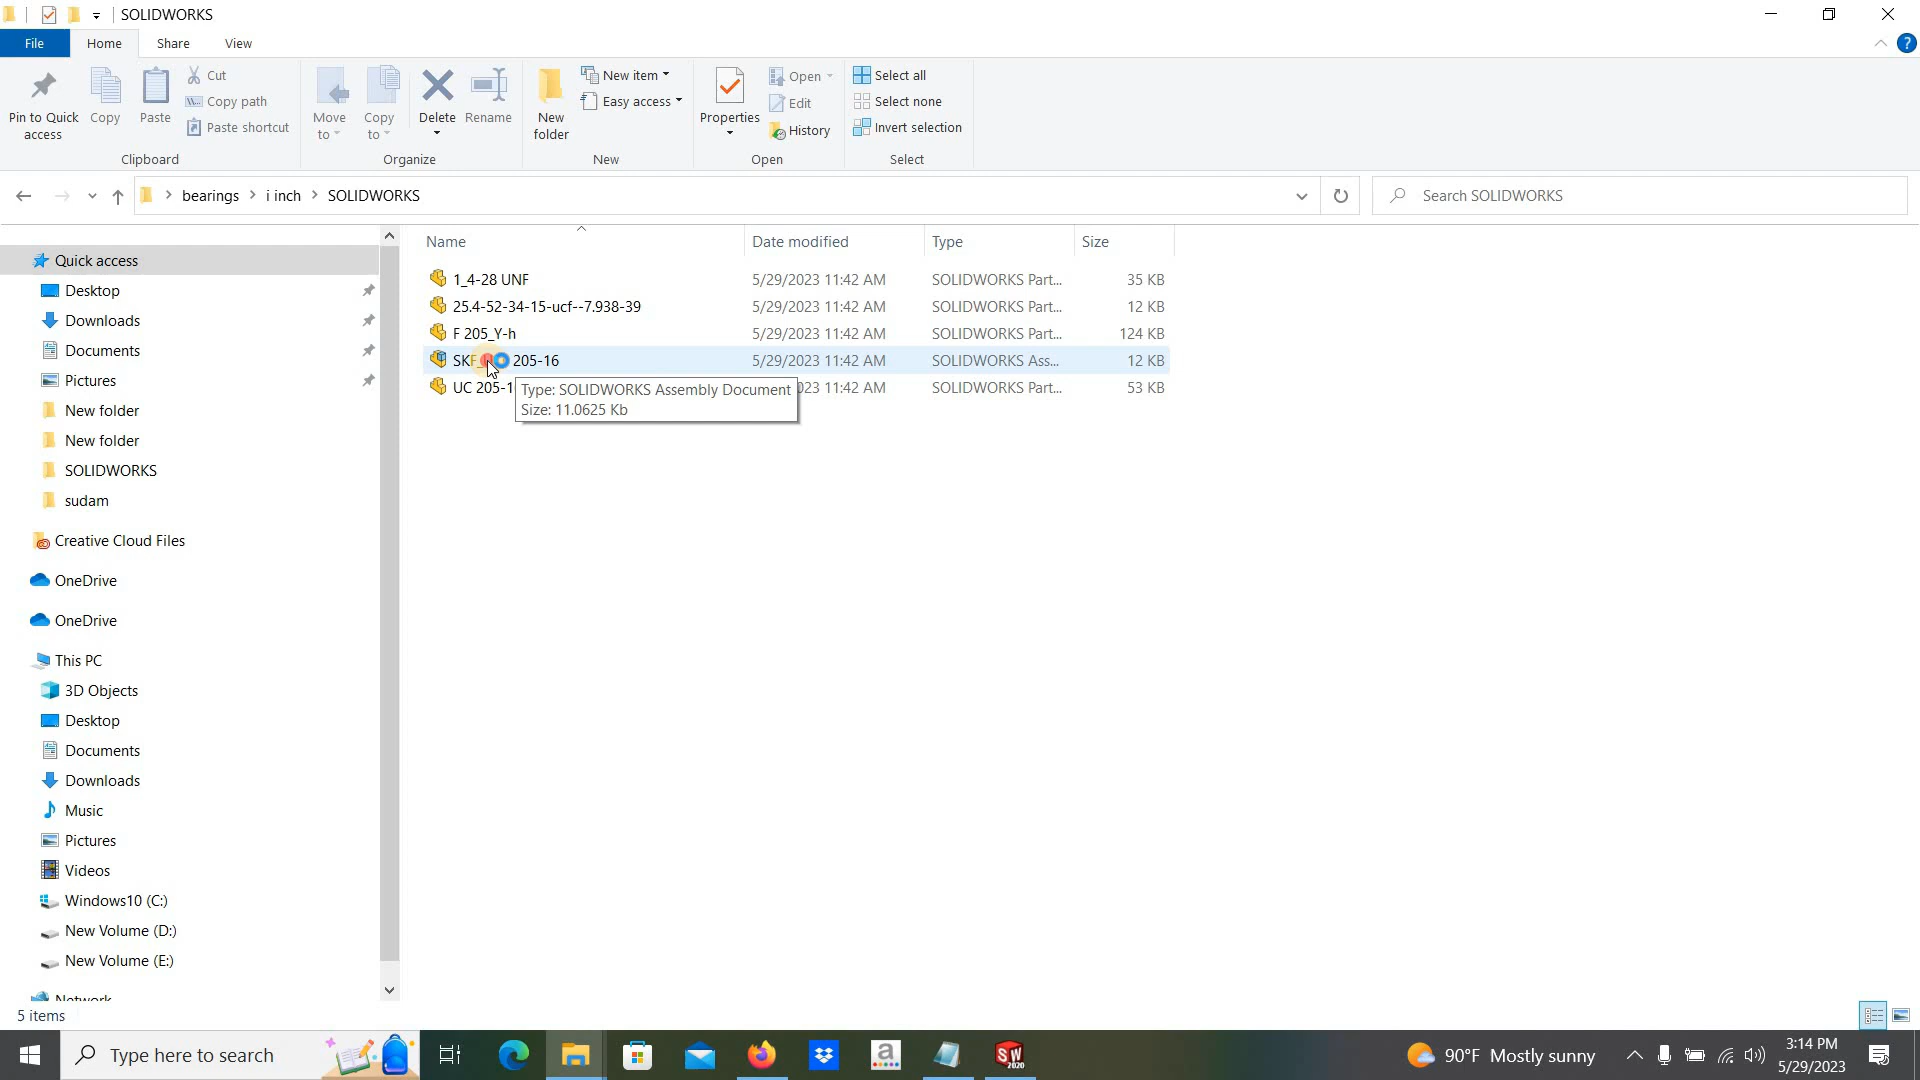 SOLIDWORKS
File Home Share View
Pin to Quick access
Copy
Paste
Cut
Copy path
Paste shortcut
Clipboard
Move to
Copy to
Delete
Rename
Organize
New folder
New item
Easy access
New
Properties
Open
Edit
History
Open
Select all
Select none
Invert selection
Select
bearings > i inch > SOLIDWORKS
Search SOLIDWORKS
Name Date modified Type Size
1_4-28 UNF 5/29/2023 11:42 AM SOLIDWORKS Part... 35 KB
25.4-52-34-15-ucf--7.938-39 5/29/2023 11:42 AM SOLIDWORKS Part... 12 KB
F 205_Y-h 5/29/2023 11:42 AM SOLIDWORKS Part... 124 KB
SKF 205-16 5/29/2023 11:42 AM SOLIDWORKS Ass... 12 KB
UC 205-1 023 11:42 AM SOLIDWORKS Part... 53 KB
Type: SOLIDWORKS Assembly Document
Size: 11.0625 Kb
Quick access
Desktop
Downloads
Documents
Pictures
New folder
New folder
SOLIDWORKS
sudam
Creative Cloud Files
OneDrive
OneDrive
This PC
3D Objects
Desktop
Documents
Downloads
Music
Pictures
Videos
Windows10 (C:)
New Volume (D:)
New Volume (E:)
Network
5 items
Type here to search
a
SW
2020
90°F Mostly sunny
3:14 PM
5/29/2023